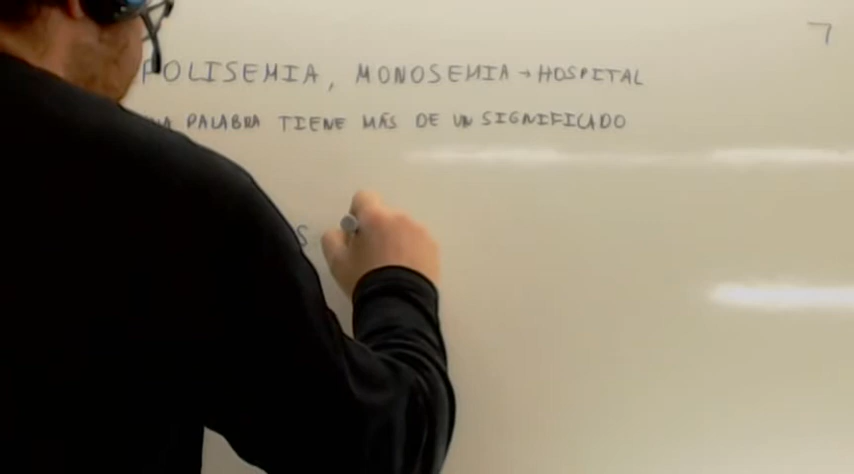 7
POLISEMIA, MONOSEMIA → HOSPITAL
PALABRA TIENE MÁS DE UN SIGNIFICADO
S